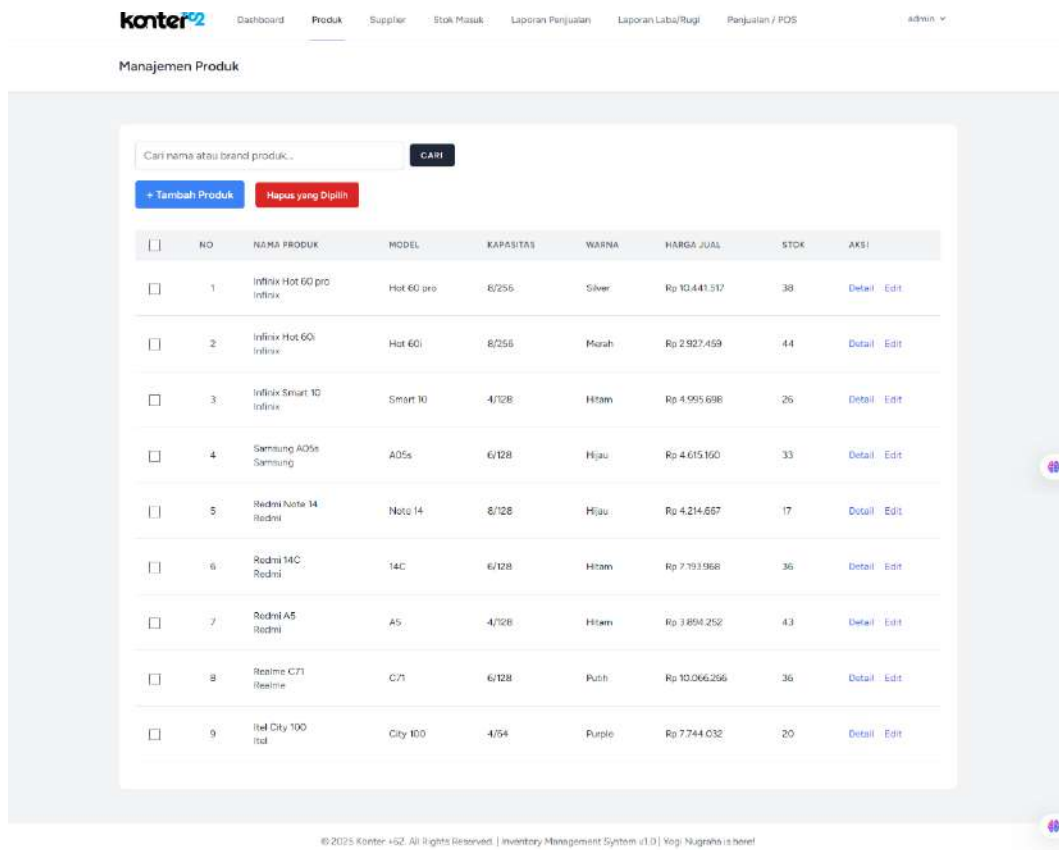 konter +62 Dashboard Produk Supplier Stok Masuk Laporan Penjualan Laporan Laba/Rugi Penjualan / POS admin
Manajemen Produk
Cari nama atau brand produk... CARI
+ Tambah Produk Hapus yang Dipilih
NO NAMA PRODUK MODEL KAPASITAS WARNA HARGA JUAL STOK AKSI
1 Infinix Hot 60 pro Hot 60 pro 8/256 Silver Rp 10.441.517 38 Detail Edit
Infinix
2 Infinix Hot 60i Hot 60i 8/256 Merah Rp 2.927.459 44 Detail Edit
Infinix
3 Infinix Smart 10 Smart 10 4/128 Hitam Rp 4.995.698 26 Detail Edit
Infinix
4 Samsung A05s A05s 6/128 Hijau Rp 4.615.160 33 Detail Edit
Samsung
5 Redmi Note 14 Note 14 8/128 Hijau Rp 4.214.667 17 Detail Edit
Redmi
6 Redmi 14C 14C 6/128 Hitam Rp 7.193.968 36 Detail Edit
Redmi
7 Redmi A5 A5 4/128 Hitam Rp 3.894.252 43 Detail Edit
Redmi
8 Realme C71 C71 6/128 Putih Rp 10.066.266 36 Detail Edit
Realme
9 Itel City 100 City 100 4/64 Purple Rp 7.744.032 20 Detail Edit
Itel
© 2025 Konter +62. All Rights Reserved. | Inventory Management System v1.0 | Yogi Nugraha is here!